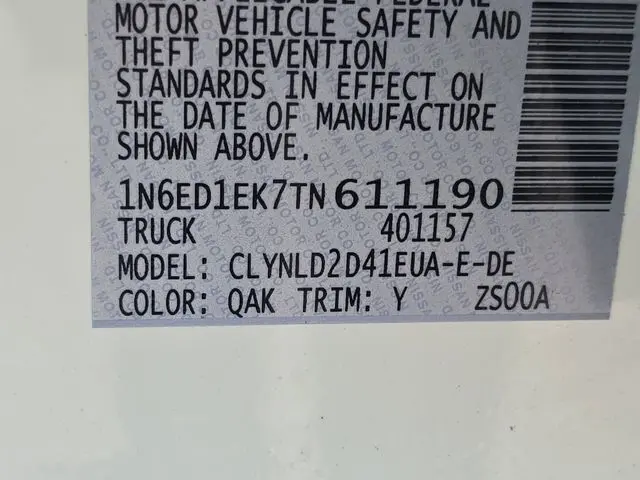 MOTOR VEHICLE SAFETY AND
THEFT PREVENTION
STANDARDS IN EFFECT ON
THE DATE OF MANUFACTURE
SHOWN ABOVE.
1N6ED1EK7TN611190
TRUCK 401157
MODEL: CLYNLD2D41EUA-E-DE
COLOR: QAK TRIM: Y ZS00A